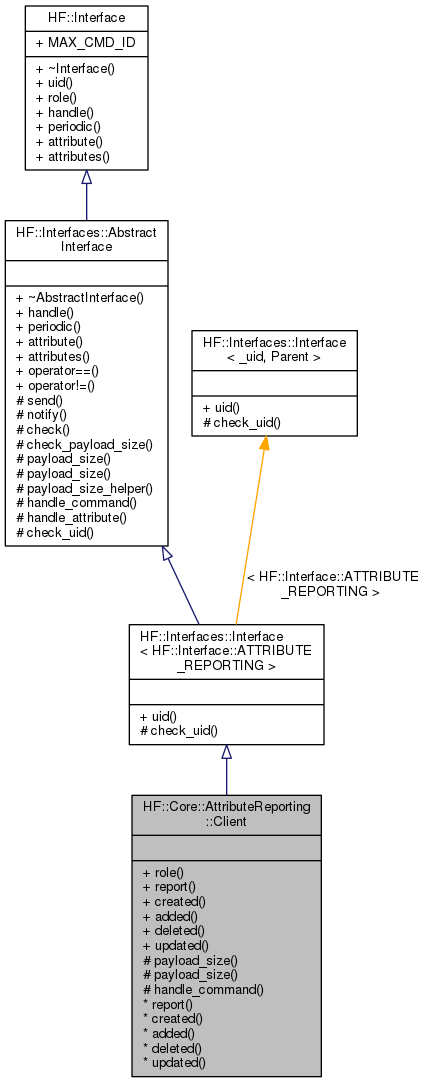 HF::Interface
+ MAX_CMD_ID
+ ~Interface()
+ uid()
+ role()
+ handle()
+ periodic()
+ attribute()
+ attributes()
HF::Interfaces::Abstract
Interface
+ ~AbstractInterface()
+ handle()
+ periodic()
+ attribute()
+ attributes()
+ operator==()
+ operator!=()
# send()
# notify()
# check()
# check_payload_size()
# payload_size()
# payload_size()
# payload_size_helper()
# handle_command()
# handle_attribute()
# check_uid()
HF::Interfaces::Interface
< _uid, Parent >
+ uid()
# check_uid()
< HF::Interface::ATTRIBUTE
_REPORTING >
HF::Interfaces::Interface
< HF::Interface::ATTRIBUTE
_REPORTING >
+ uid()
# check_uid()
HF::Core::AttributeReporting
::Client
+ role()
+ report()
+ created()
+ added()
+ deleted()
+ updated()
# payload_size()
# payload_size()
# handle_command()
* report()
* created()
* added()
* deleted()
* updated()